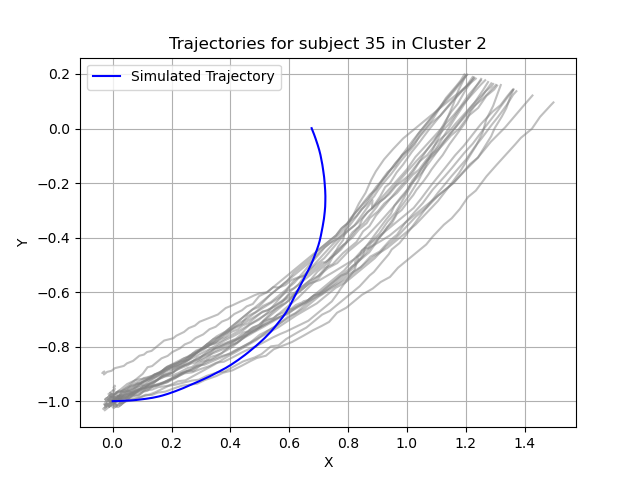 Trajectories for subject 35 in Cluster 2
Simulated Trajectory
Y
0.2
0.0
−0.2
−0.4
−0.6
−0.8
−1.0
0.0 0.2 0.4 0.6 0.8 1.0 1.2 1.4
X